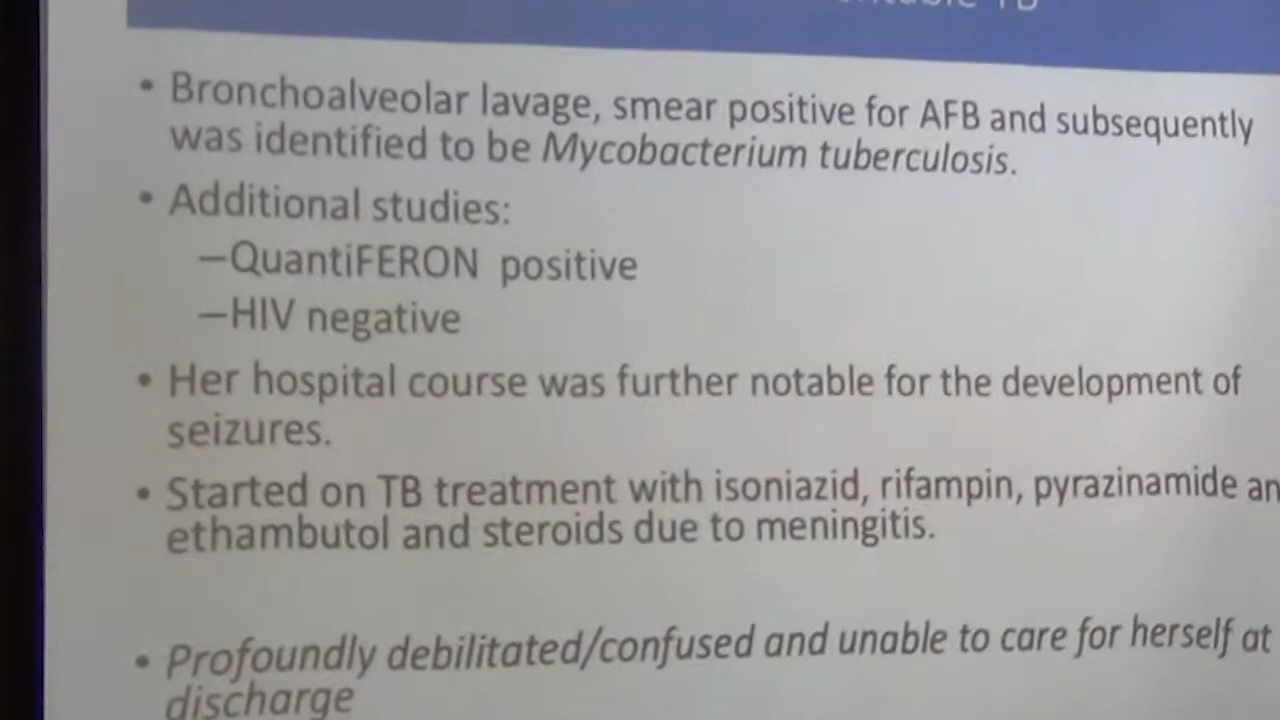 TB
• Bronchoalveolar lavage, smear positive for AFB and subsequently
was identified to be Mycobacterium tuberculosis.
• Additional studies:
—QuantiFERON positive
—HIV negative
• Her hospital course was further notable for the development of
seizures.
• Started on TB treatment with isoniazid, rifampin, pyrazinamide an
ethambutol and steroids due to meningitis.
• Profoundly debilitated/confused and unable to care for herself at
discharge